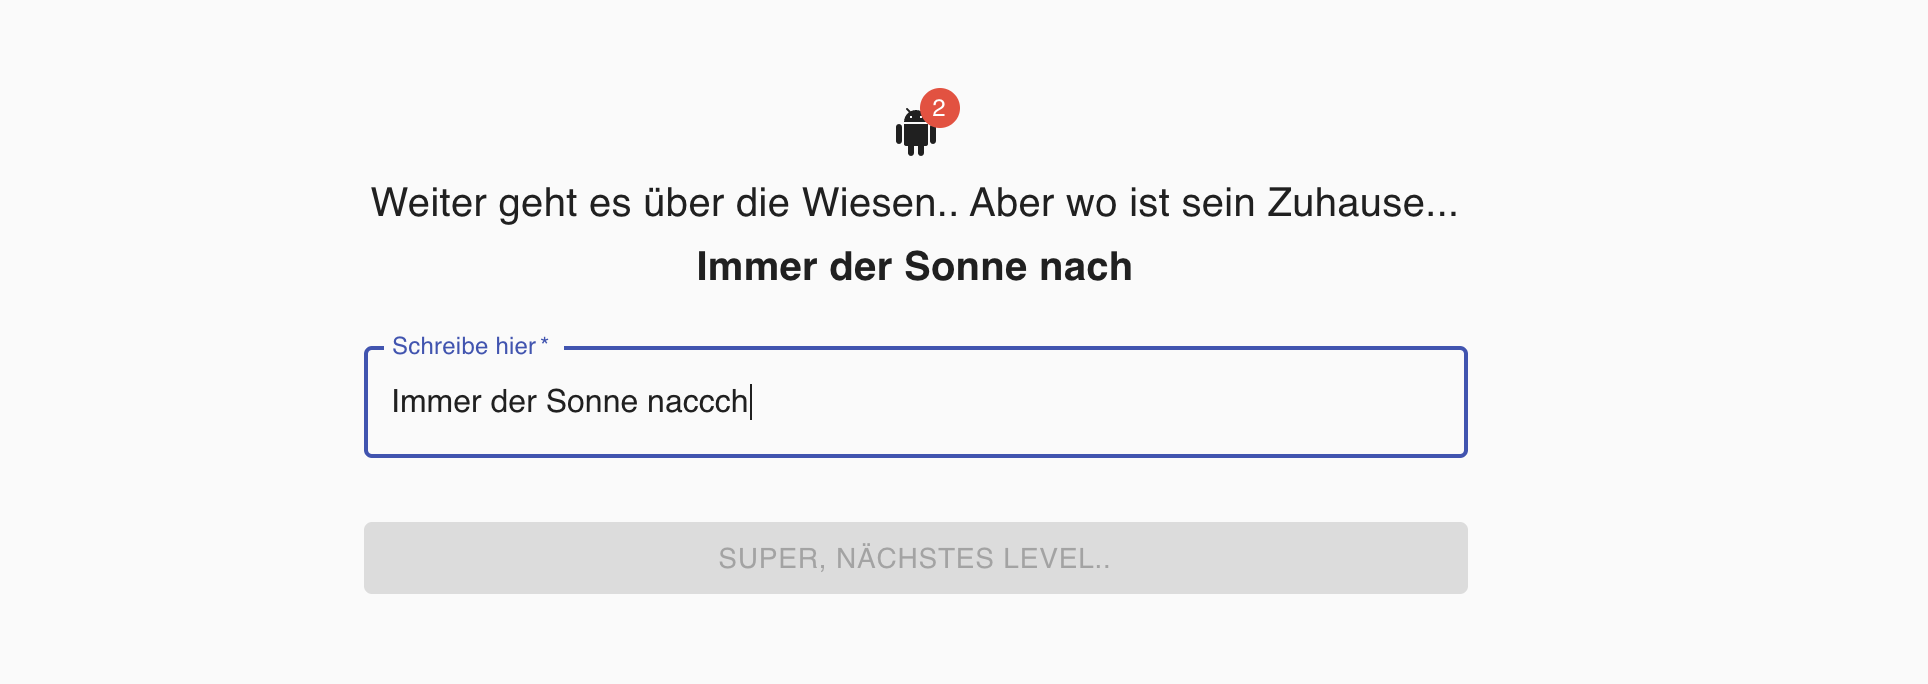 2
Weiter geht es über die Wiesen.. Aber wo ist sein Zuhause...
Immer der Sonne nach
Schreibe hier *
Immer der Sonne naccch
SUPER, NÄCHSTES LEVEL..